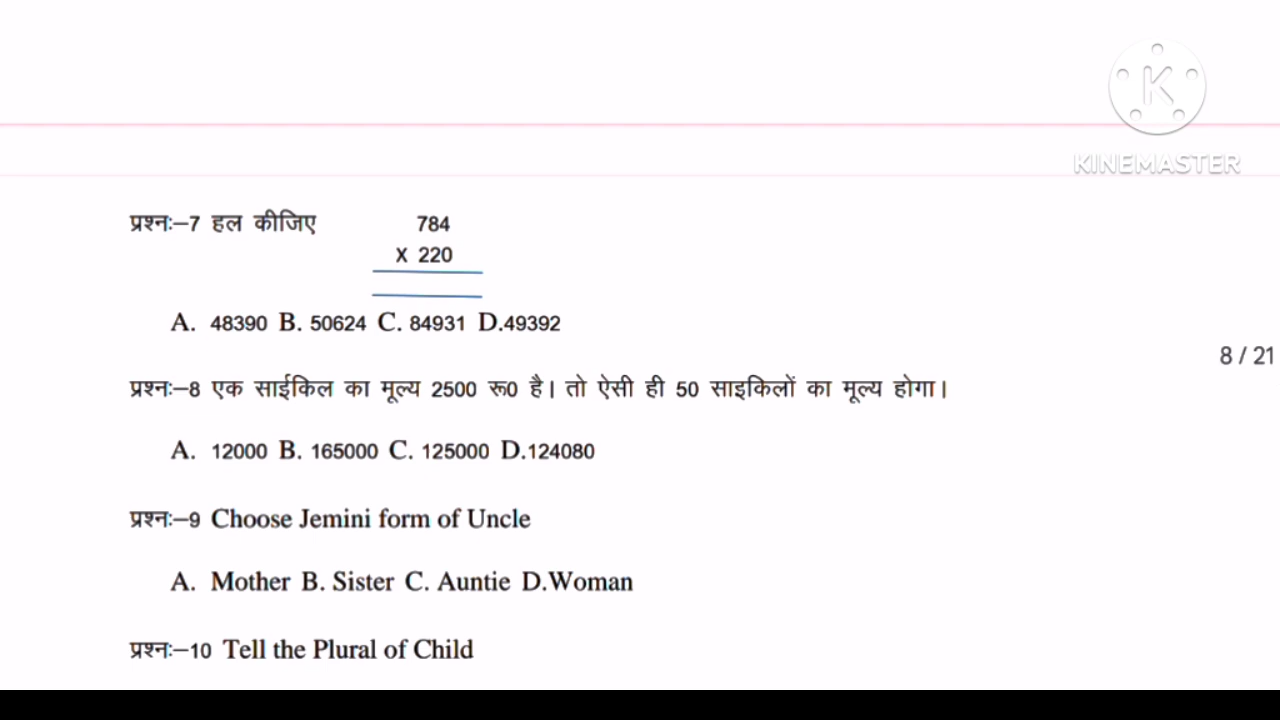 K
KINEMASTER
प्रश्नः–7 हल कीजिए 784
X 220
A. 48390 B. 50624 C. 84931 D.49392
8 / 21
प्रश्नः–8 एक साईकिल का मूल्य 2500 रू0 है। तो ऐसी ही 50 साइकिलों का मूल्य होगा।
A. 12000 B. 165000 C. 125000 D.124080
प्रश्नः–9 Choose Jemini form of Uncle
A. Mother B. Sister C. Auntie D.Woman
प्रश्नः–10 Tell the Plural of Child